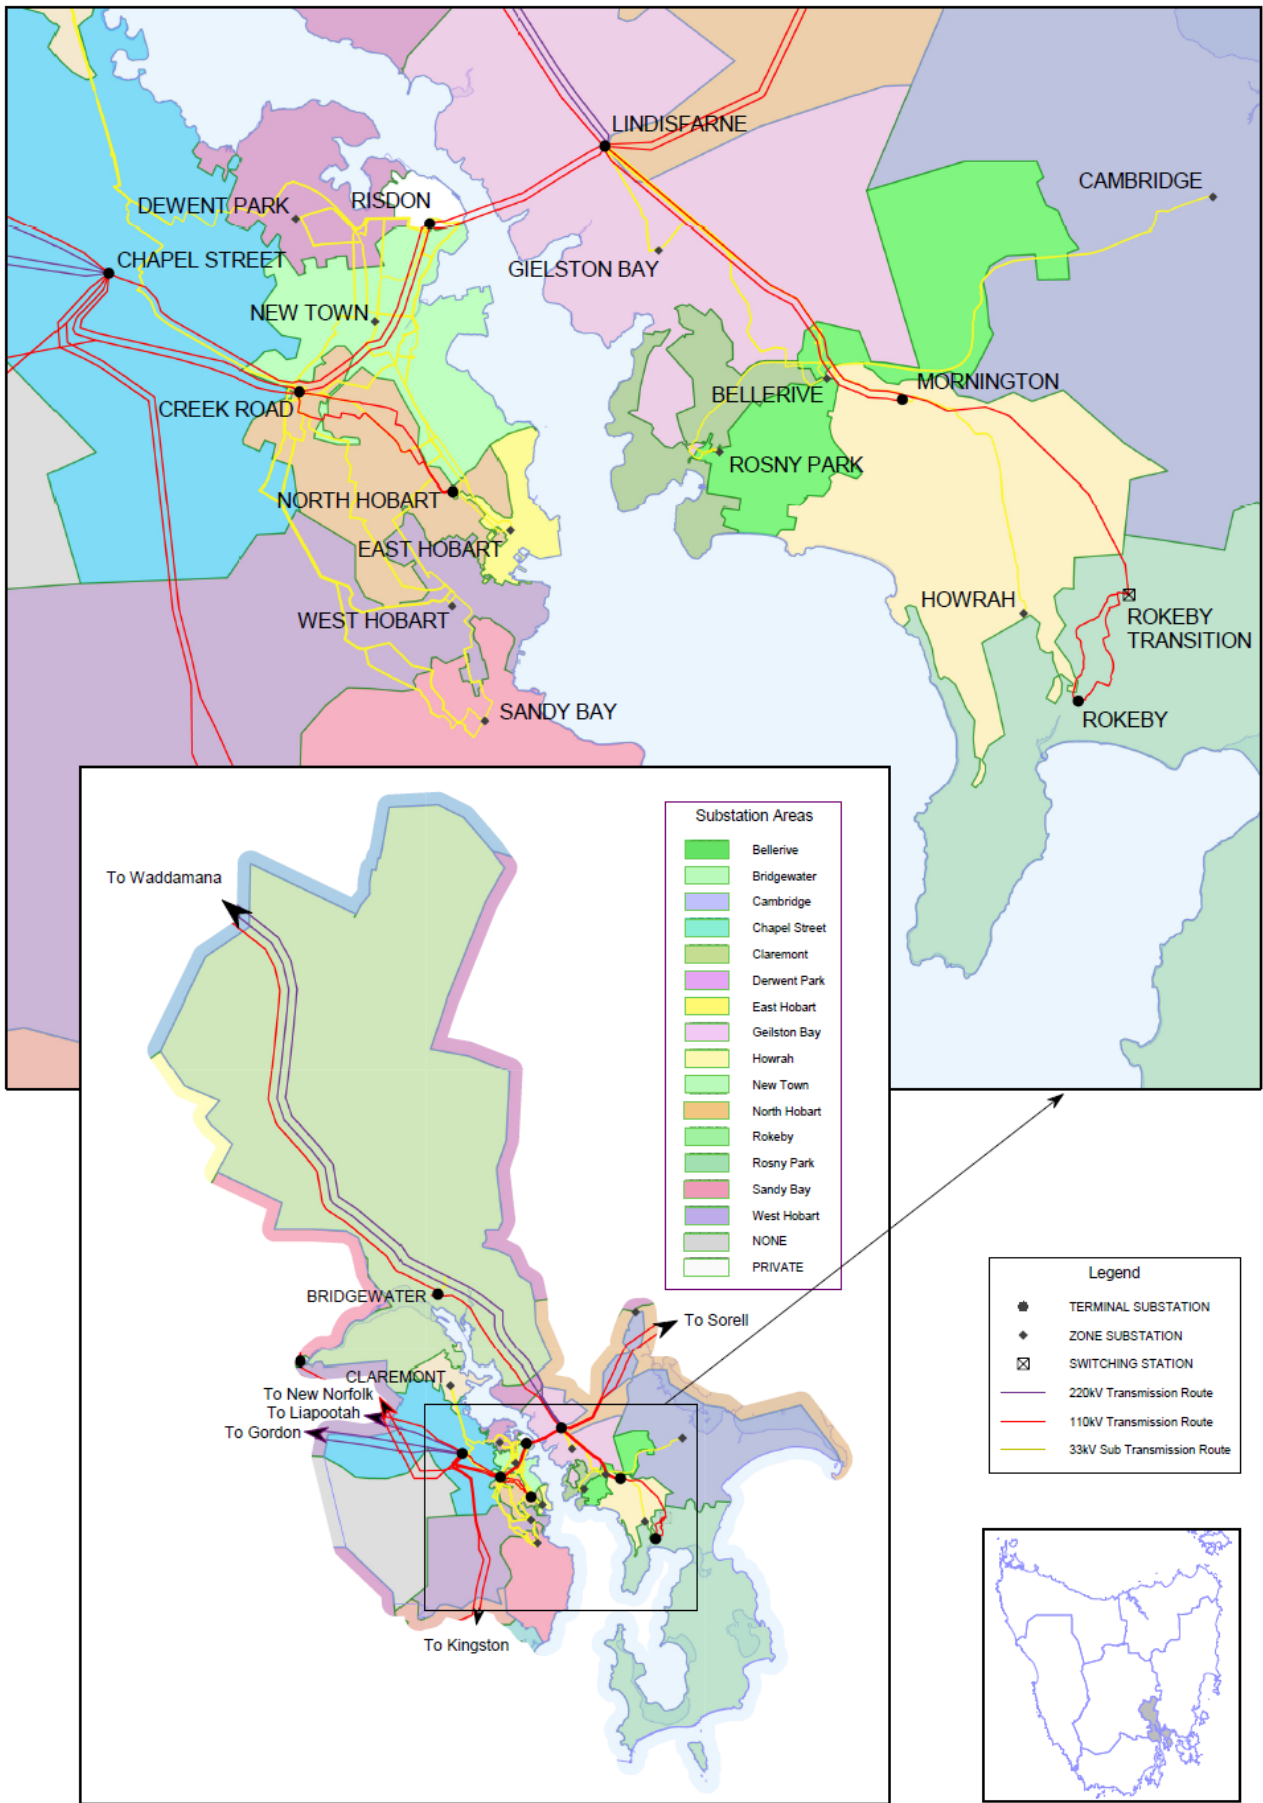 LINDISFARNE
CAMBRIDGE
DEWENT PARK
RISDON
CHAPEL STREET
GIELSTON BAY
NEW TOWN
MORNINGTON
BELLERIVE
CREEK ROAD
ROSNY PARK
NORTH HOBART
EAST HOBART
HOWRAH
WEST HOBART
ROKEBY
TRANSITION
SANDY BAY
ROKEBY
Substation Areas
Bellerive
Bridgewater
Cambridge
Chapel Street
Claremont
Derwent Park
East Hobart
Geilston Bay
Howrah
New Town
North Hobart
Rokeby
Rosny Park
Sandy Bay
West Hobart
NONE
PRIVATE
To Waddamana
BRIDGEWATER
To Sorell
CLAREMONT
To New Norfolk
To Liapootah
To Gordon
To Kingston
Legend
TERMINAL SUBSTATION
ZONE SUBSTATION
SWITCHING STATION
220kV Transmission Route
110kV Transmission Route
33kV Sub Transmission Route